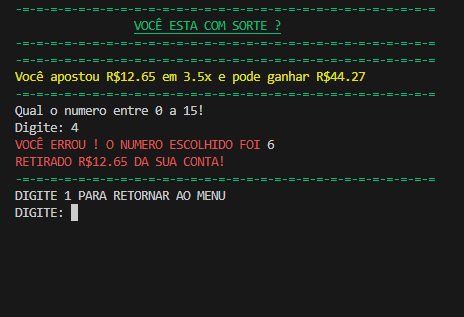 -=-=-=-=-=-=-=-=-=-=-=-=-=-=-=-=-=-=-=-=-=-=-=-=-=-=-=-=-=-=
VOCÊ ESTA COM SORTE ?
-=-=-=-=-=-=-=-=-=-=-=-=-=-=-=-=-=-=-=-=-=-=-=-=-=-=-=-=-=-=
-=-=-=-=-=-=-=-=-=-=-=-=-=-=-=-=-=-=-=-=-=-=-=-=-=-=-=-=-=-=
Você apostou R$12.65 em 3.5x e pode ganhar R$44.27
-=-=-=-=-=-=-=-=-=-=-=-=-=-=-=-=-=-=-=-=-=-=-=-=-=-=-=-=-=-=
Qual o numero entre 0 a 15!
Digite: 4
VOCÊ ERROU ! O NUMERO ESCOLHIDO FOI 6
RETIRADO R$12.65 DA SUA CONTA!
-=-=-=-=-=-=-=-=-=-=-=-=-=-=-=-=-=-=-=-=-=-=-=-=-=-=-=-=-=-=
DIGITE 1 PARA RETORNAR AO MENU
DIGITE: